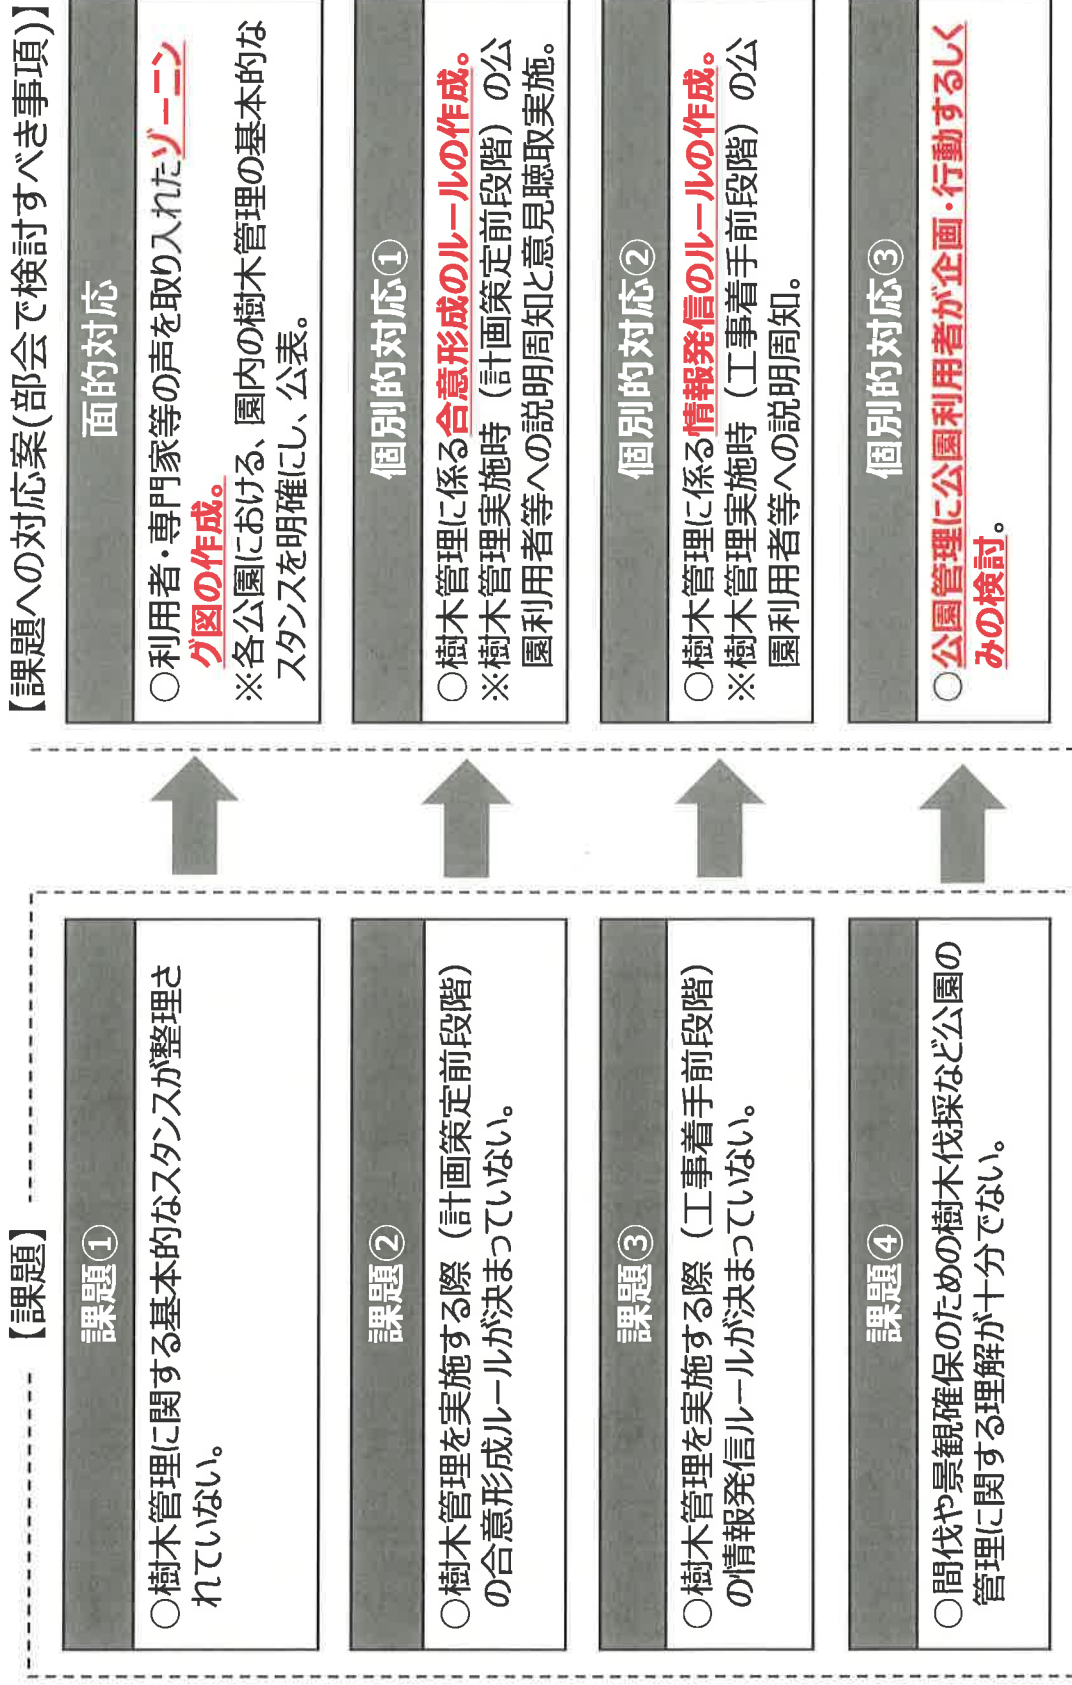 【課題】
課題①
○樹木管理に関する基本的なスタンスが整理さ
れていない。
課題②
○樹木管理を実施する際（計画策定前段階）
の合意形成ルールが決まっていない。
課題③
○樹木管理を実施する際（工事着手前段階）
の情報発信ルールが決まっていない。
課題④
○間伐や景観確保のための樹木伐採など公園の
管理に関する理解が十分でない。
【課題への対応案(部会で検討すべき事項)】
面的対応
○利用者・専門家等の声を取り入れたゾーニン
グ図の作成。
※各公園における、園内の樹木管理の基本的な
スタンスを明確にし、公表。
個別的対応①
○樹木管理に係る合意形成のルールの作成。
※樹木管理実施時（計画策定前段階）の公
園利用者等への説明周知と意見聴取実施。
個別的対応②
○樹木管理に係る情報発信のルールの作成。
※樹木管理実施時（工事着手前段階）の公
園利用者等への説明周知。
個別的対応③
○公園管理に公園利用者が企画・行動するしく
みの検討。